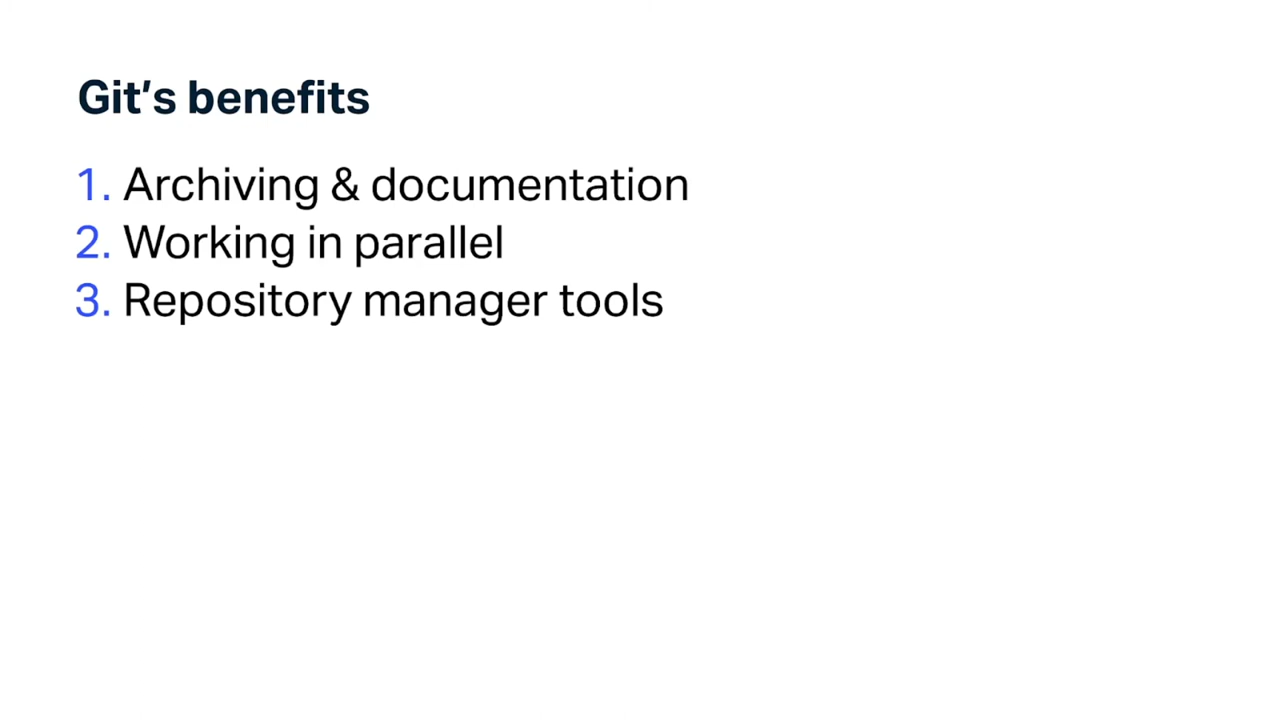 Git’s benefits
1. Archiving & documentation
2. Working in parallel
3. Repository manager tools